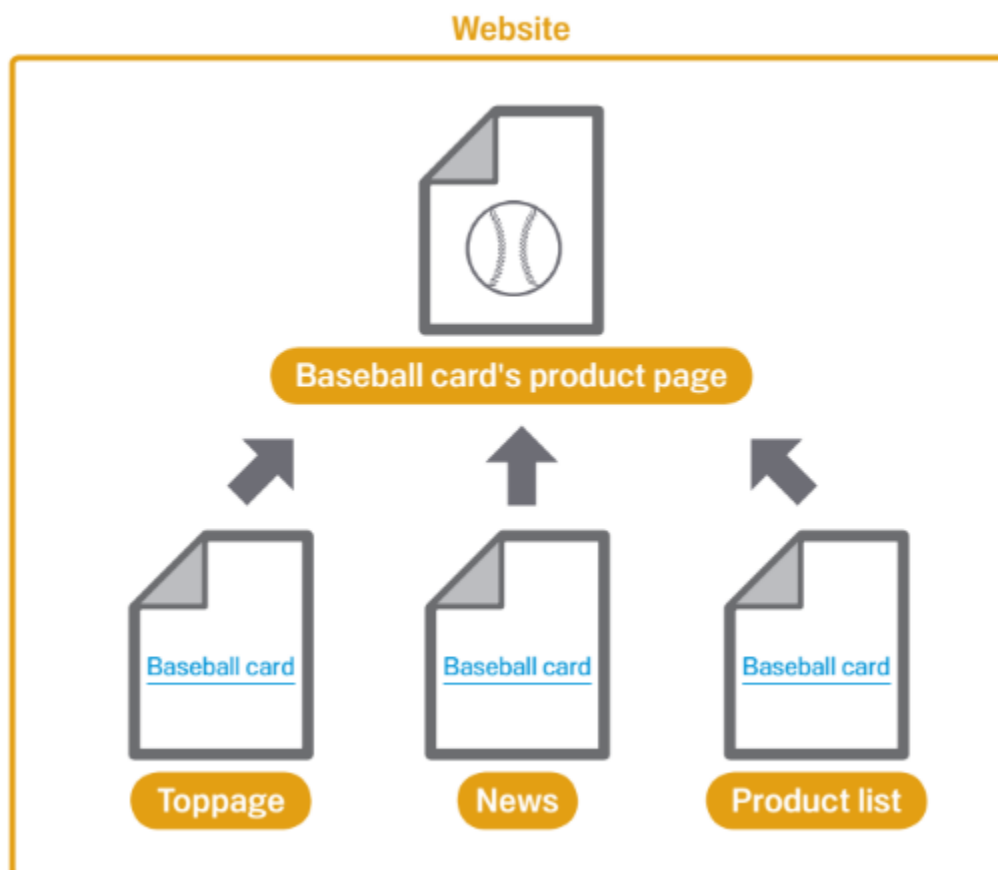 Website
Baseball card's product page
Baseball card
Baseball card
Baseball card
Toppage
News
Product list